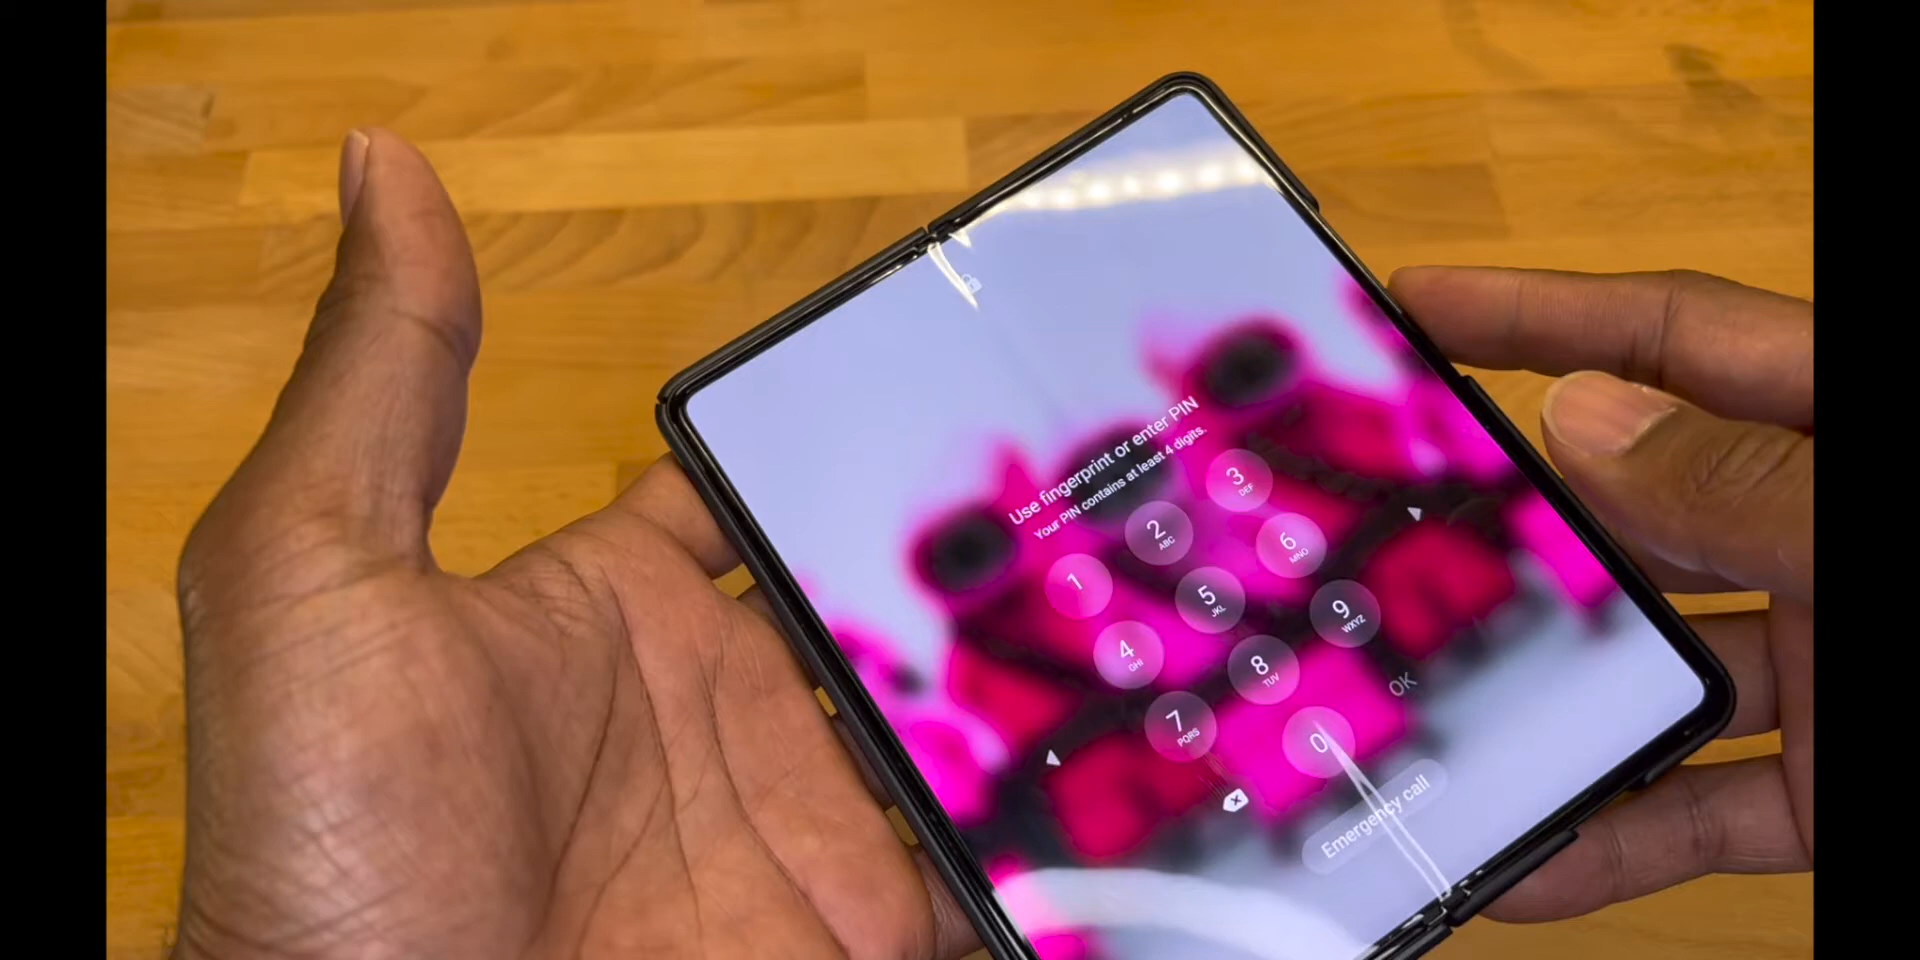 Use fingerprint or enter PIN
Your PIN contains at least 4 digits.
1
2 ABC
3 DEF
4 GHI
5 JKL
6 MNO
7 PQRS
8 TUV
9 WXYZ
0
OK
Emergency call